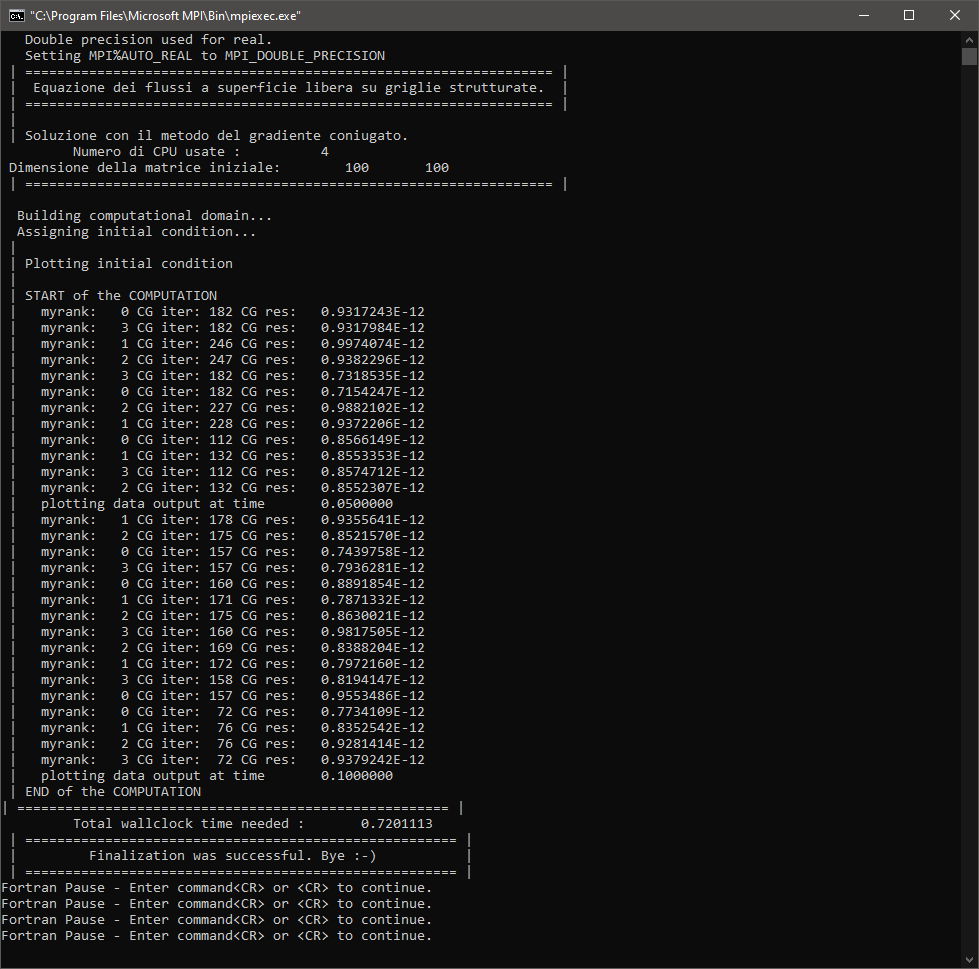 "C:\Program Files\Microsoft MPI\Bin\mpiexec.exe"
Double precision used for real.
Setting MPI%AUTO_REAL to MPI_DOUBLE_PRECISION
| ================================================================== |
| Equazione dei flussi a superficie libera su griglie strutturate. |
| ================================================================== |
|
| Soluzione con il metodo del gradiente coniugato.
Numero di CPU usate : 4
Dimensione della matrice iniziale: 100 100
| ================================================================== |
Building computational domain...
Assigning initial condition...
|
| Plotting initial condition
|
| START of the COMPUTATION
| myrank: 0 CG iter: 182 CG res: 0.9317243E-12
| myrank: 3 CG iter: 182 CG res: 0.9317984E-12
| myrank: 1 CG iter: 246 CG res: 0.9974074E-12
| myrank: 2 CG iter: 247 CG res: 0.9382296E-12
| myrank: 3 CG iter: 182 CG res: 0.7318535E-12
| myrank: 0 CG iter: 182 CG res: 0.7154247E-12
| myrank: 2 CG iter: 227 CG res: 0.9882102E-12
| myrank: 1 CG iter: 228 CG res: 0.9372206E-12
| myrank: 0 CG iter: 112 CG res: 0.8566149E-12
| myrank: 1 CG iter: 132 CG res: 0.8553353E-12
| myrank: 3 CG iter: 112 CG res: 0.8574712E-12
| myrank: 2 CG iter: 132 CG res: 0.8552307E-12
| plotting data output at time 0.0500000
| myrank: 1 CG iter: 178 CG res: 0.9355641E-12
| myrank: 2 CG iter: 175 CG res: 0.8521570E-12
| myrank: 0 CG iter: 157 CG res: 0.7439758E-12
| myrank: 3 CG iter: 157 CG res: 0.7936281E-12
| myrank: 0 CG iter: 160 CG res: 0.8891854E-12
| myrank: 1 CG iter: 171 CG res: 0.7871332E-12
| myrank: 2 CG iter: 175 CG res: 0.8630021E-12
| myrank: 3 CG iter: 160 CG res: 0.9817505E-12
| myrank: 2 CG iter: 169 CG res: 0.8388204E-12
| myrank: 1 CG iter: 172 CG res: 0.7972160E-12
| myrank: 3 CG iter: 158 CG res: 0.8194147E-12
| myrank: 0 CG iter: 157 CG res: 0.9553486E-12
| myrank: 0 CG iter: 72 CG res: 0.7734109E-12
| myrank: 1 CG iter: 76 CG res: 0.8352542E-12
| myrank: 2 CG iter: 76 CG res: 0.9281414E-12
| myrank: 3 CG iter: 72 CG res: 0.9379242E-12
| plotting data output at time 0.1000000
| END of the COMPUTATION
| ====================================================== |
Total wallclock time needed : 0.7201113
| ====================================================== |
| Finalization was successful. Bye :-) |
| ====================================================== |
Fortran Pause - Enter command<CR> or <CR> to continue.
Fortran Pause - Enter command<CR> or <CR> to continue.
Fortran Pause - Enter command<CR> or <CR> to continue.
Fortran Pause - Enter command<CR> or <CR> to continue.